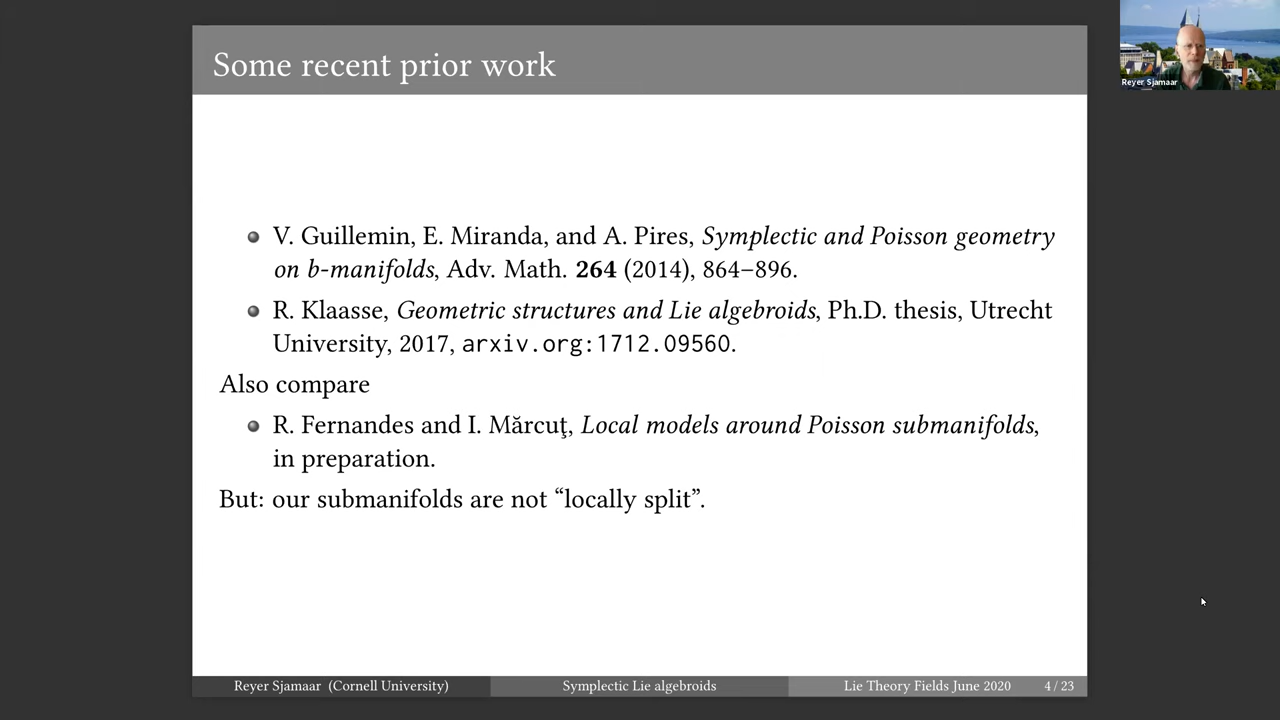 Some recent prior work
Reyer Sjamaar
V. Guillemin, E. Miranda, and A. Pires, Symplectic and Poisson geometry
on b-manifolds, Adv. Math. 264 (2014), 864–896.
R. Klaasse, Geometric structures and Lie algebroids, Ph.D. thesis, Utrecht
University, 2017, arxiv.org:1712.09560.
Also compare
R. Fernandes and I. Mărcuţ, Local models around Poisson submanifolds,
in preparation.
But: our submanifolds are not “locally split”.
Reyer Sjamaar (Cornell University) Symplectic Lie algebroids Lie Theory Fields June 2020 4 / 23